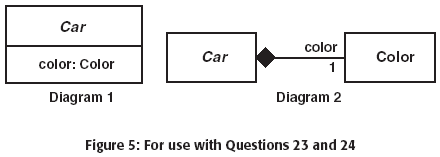 Car
color: Color
Diagram 1
Car
color
1
Color
Diagram 2
Figure 5: For use with Questions 23 and 24